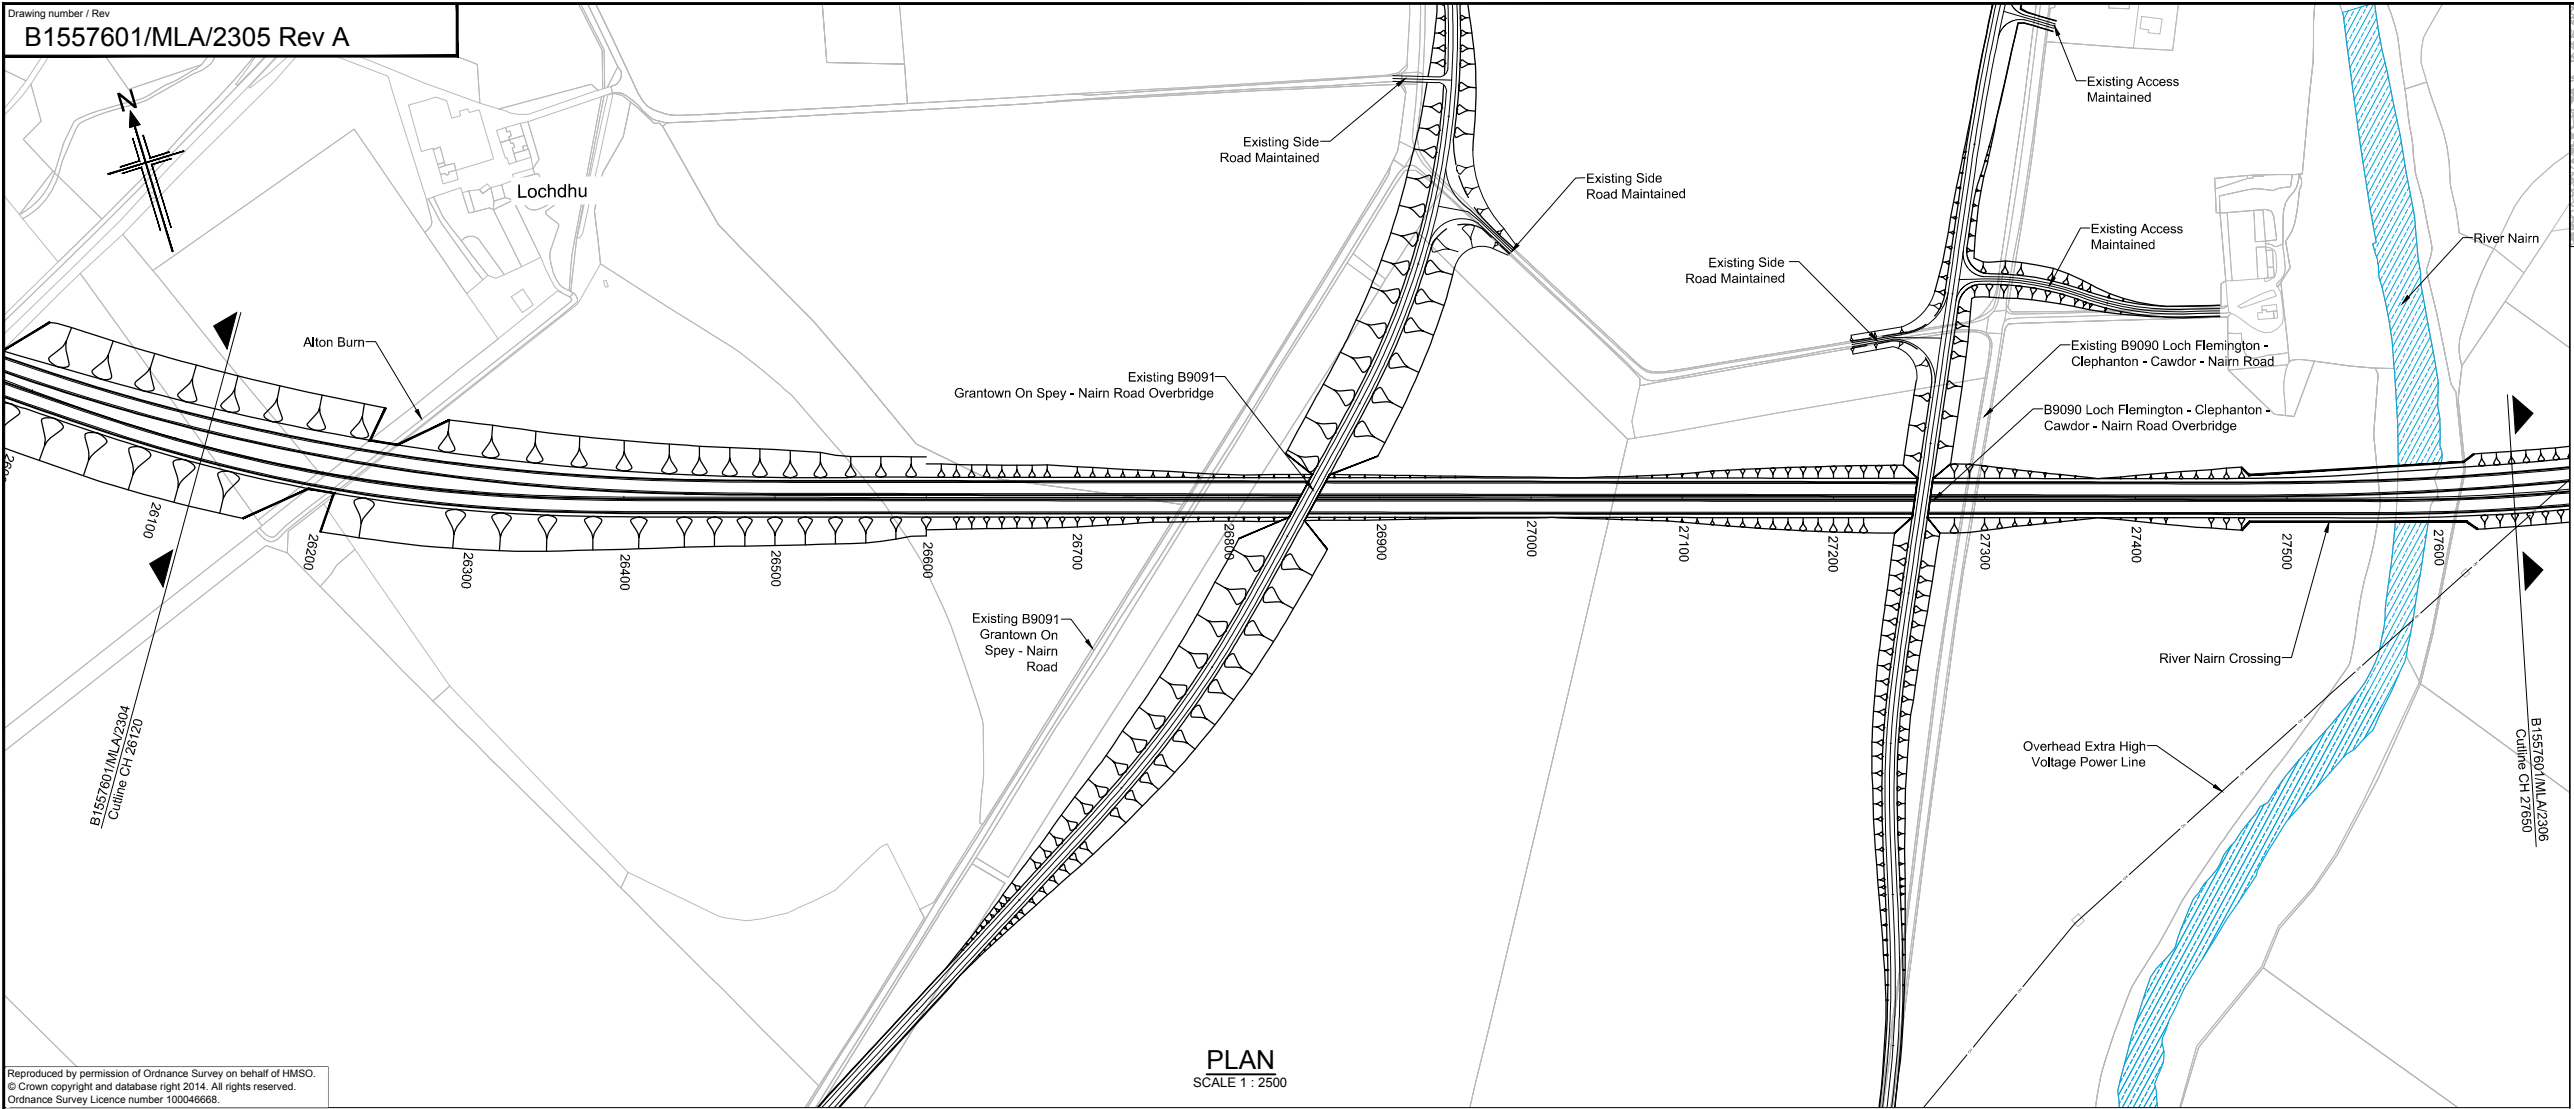 Drawing number / Rev
B1557601/MLA/2305 Rev A
N
Lochdhu
Existing Side
Road Maintained
Existing Side
Road Maintained
Existing Access
Maintained
Existing Access
Maintained
Existing Side
Road Maintained
River Nairn
Alton Burn
Existing B9091
Grantown On Spey - Nairn Road Overbridge
Existing B9090 Loch Flemington -
Clephanton - Cawdor - Nairn Road
B9090 Loch Flemington - Clephanton -
Cawdor - Nairn Road Overbridge
26100
26200
26300
26400
26500
26600
26700
26800
26900
27000
27100
27200
27300
27400
27500
27600
Existing B9091
Grantown On
Spey - Nairn
Road
River Nairn Crossing
Overhead Extra High
Voltage Power Line
B1557601/MLA/2304
Cutline CH 26120
B1557601/MLA/2306
Cutline CH 27650
PLAN
SCALE 1 : 2500
Reproduced by permission of Ordnance Survey on behalf of HMSO.
© Crown copyright and database right 2014. All rights reserved.
Ordnance Survey Licence number 100046668.